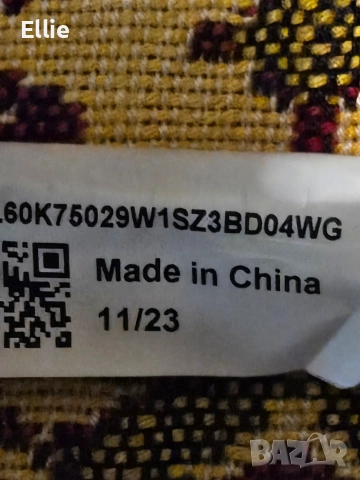 Ellie
.60K75029W1SZ3BD04WG
Made in China
11/23
BAZAR